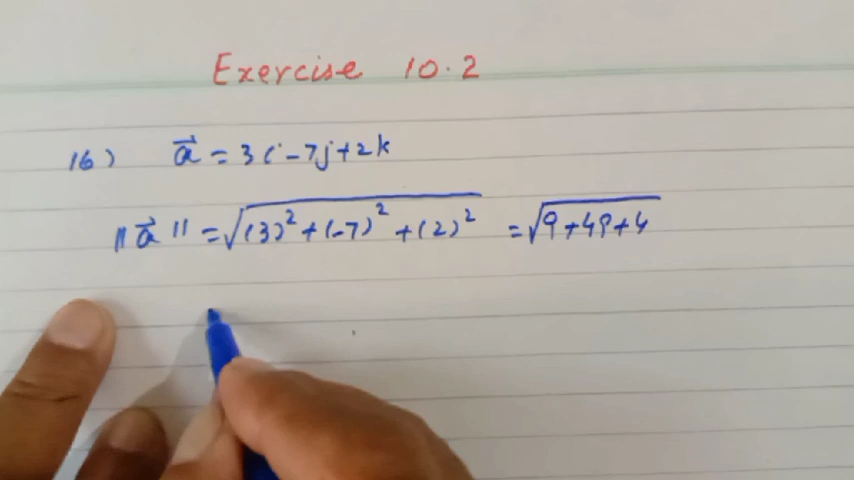 Exercise 10.2
16) a⃗ = 3i - 7j + 2k
||a⃗|| = √((3)² + (-7)² + (2)²) = √(9 + 49 + 4)